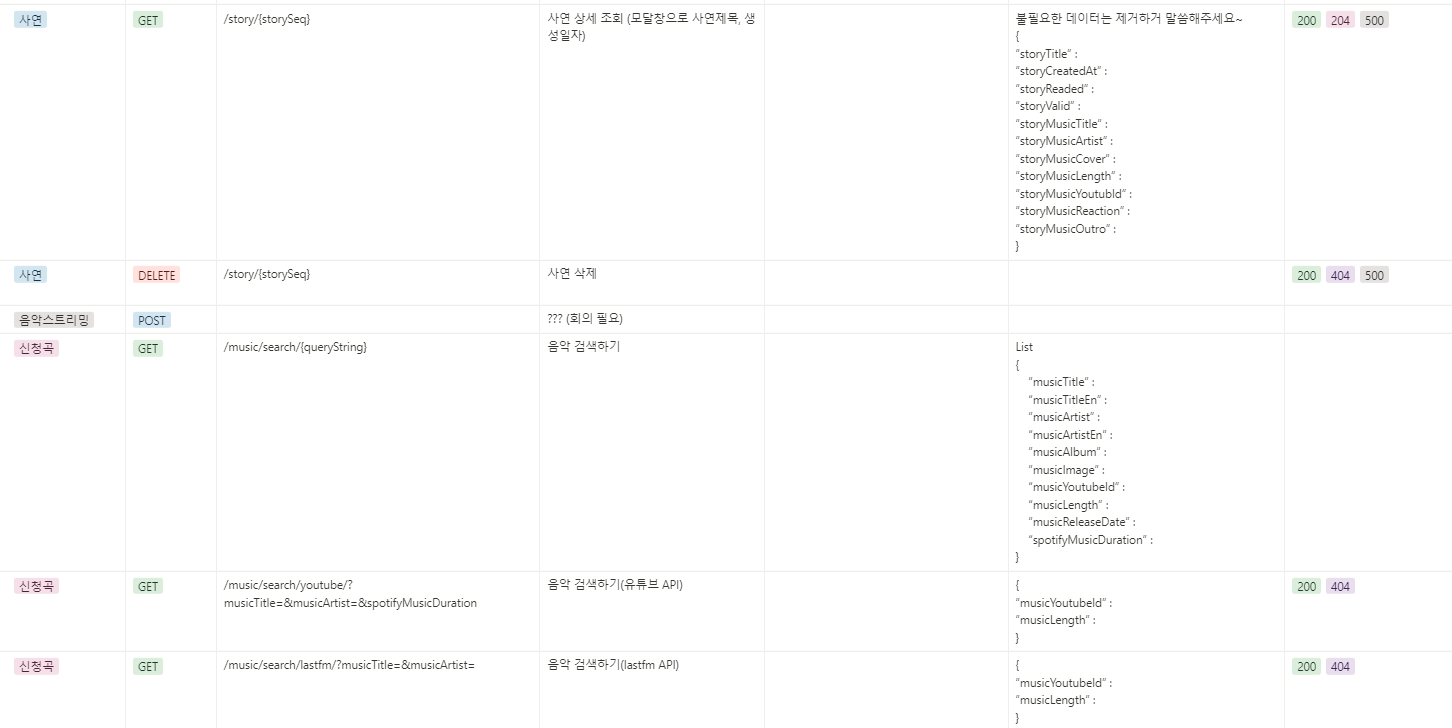 사연 GET /story/{storySeq} 사연 상세 조회 (모달창으로 사연제목, 생 불필요한 데이터는 제거하거 말씀해주세요~ 200 204 500
성일자) {
"storyTitle" :
"storyCreatedAt" :
"storyReaded" :
"storyValid" :
"storyMusicTitle" :
"storyMusicArtist" :
"storyMusicCover" :
"storyMusicLength" :
"storyMusicYoutubId" :
"storyMusicReaction" :
"storyMusicOutro" :
}
사연 DELETE /story/{storySeq} 사연 삭제 200 404 500
음악스트리밍 POST ??? (회의 필요)
신청곡 GET /music/search/{queryString} 음악 검색하기 List
{
"musicTitle" :
"musicTitleEn" :
"musicArtist" :
"musicArtistEn" :
"musicAlbum" :
"musicImage" :
"musicYoutubeId" :
"musicLength" :
"musicReleaseDate" :
"spotifyMusicDuration" :
}
신청곡 GET /music/search/youtube/? 음악 검색하기(유튜브 API) { 200 404
musicTitle=&musicArtist=&spotifyMusicDuration "musicYoutubeId" :
"musicLength" :
}
신청곡 GET /music/search/lastfm/?musicTitle=&musicArtist= 음악 검색하기(lastfm API) { 200 404
"musicYoutubeId" :
"musicLength" :
}